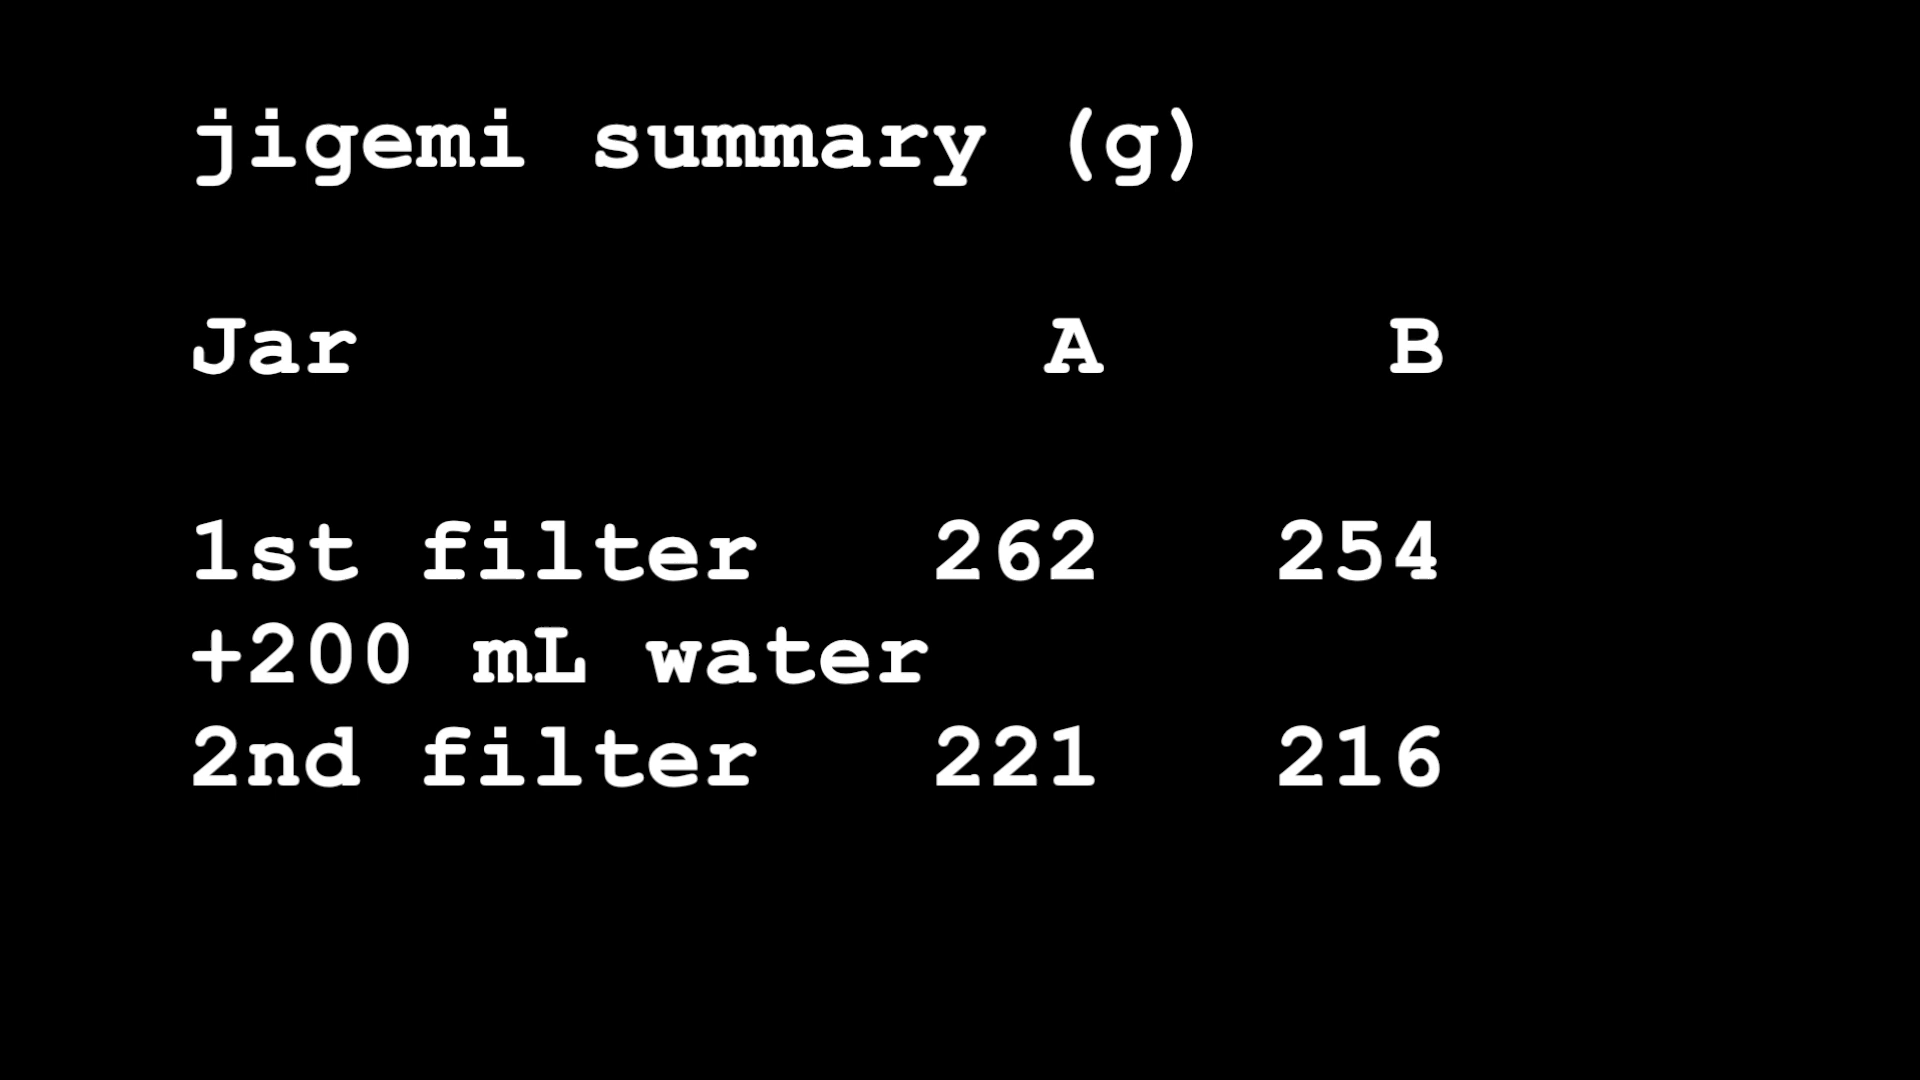 jigemi summary (g)
Jar A B
1st filter 262 254
+200 mL water
2nd filter 221 216